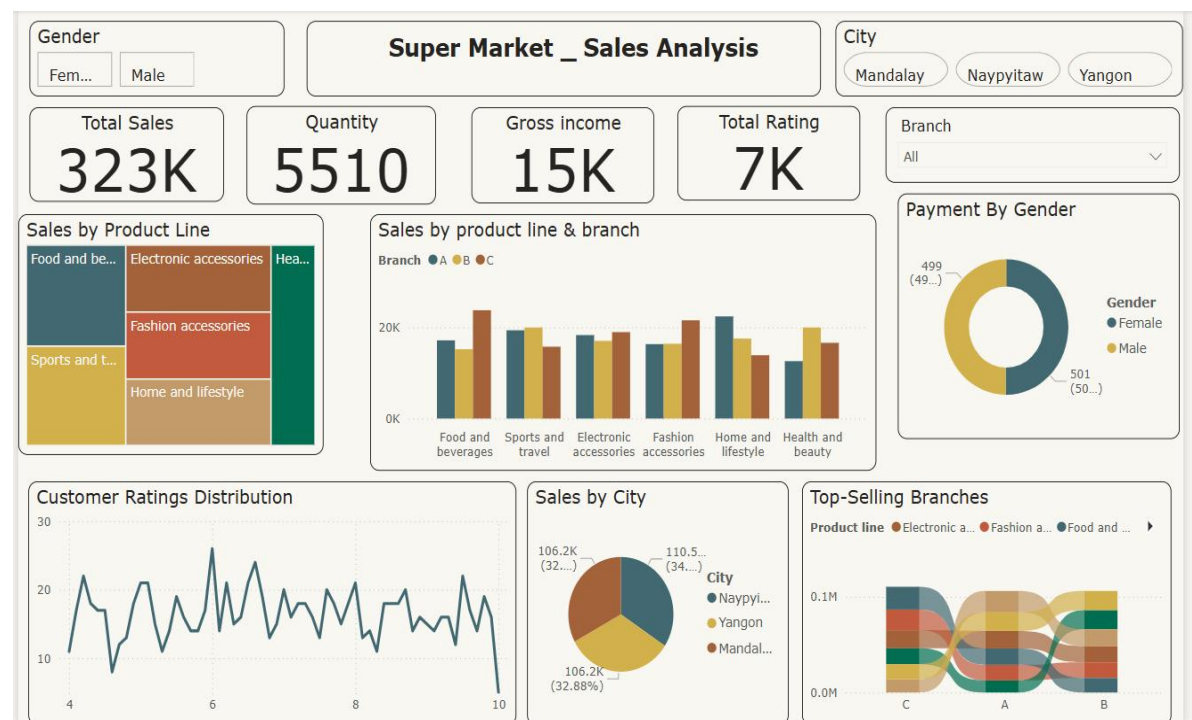 Gender
Fem...
Male
Super Market _ Sales Analysis
City
Mandalay
Naypyitaw
Yangon
Total Sales
323K
Quantity
5510
Gross income
15K
Total Rating
7K
Branch
All
Sales by Product Line
Food and be...
Electronic accessories
Hea...
Fashion accessories
Sports and t...
Home and lifestyle
Sales by product line & branch
Branch A B C
20K
0K
Food and
beverages
Sports and
travel
Electronic
accessories
Fashion
accessories
Home and
lifestyle
Health and
beauty
Payment By Gender
499
(49...)
Gender
Female
Male
501
(50...)
Customer Ratings Distribution
30
20
10
4
6
8
10
Sales by City
106.2K
(32....)
110.5...
(34....)
City
Naypyi...
Yangon
Mandal...
106.2K
(32.88%)
Top-Selling Branches
Product line Electronic a... Fashion a... Food and ...
0.1M
0.0M
C
A
B